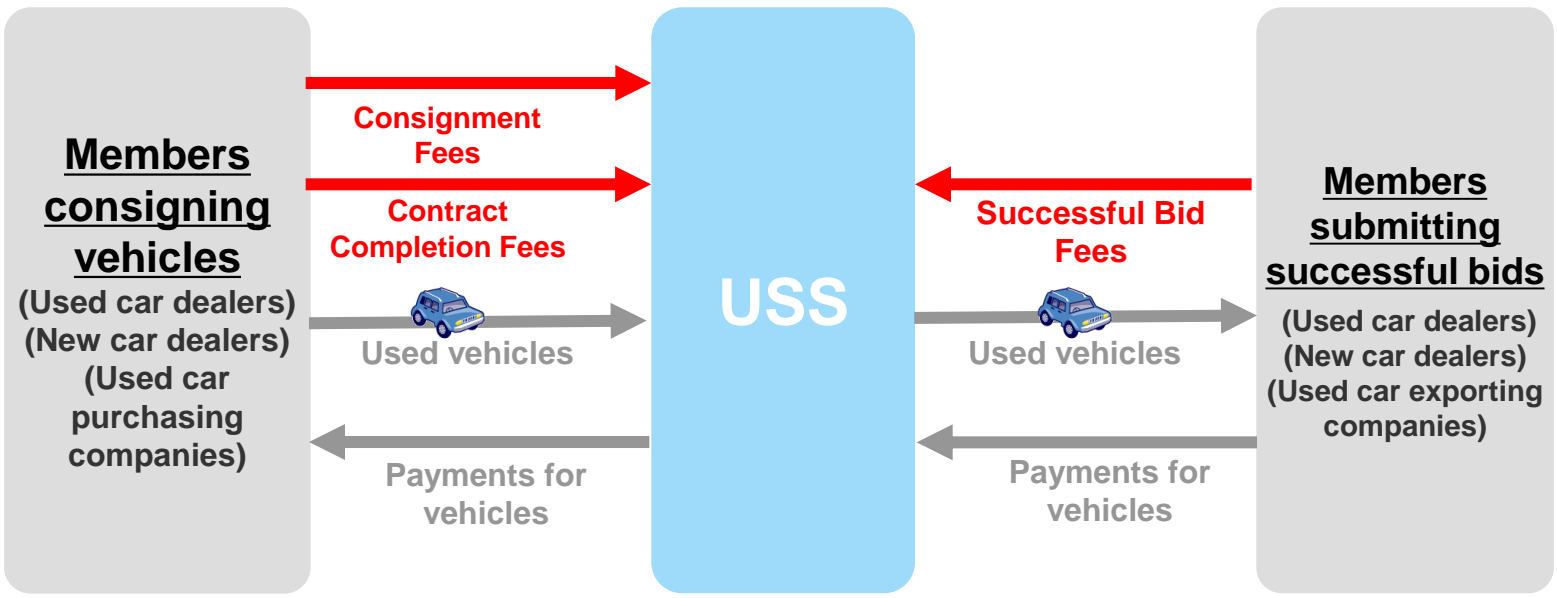 Members
consigning
vehicles
(Used car dealers)
(New car dealers)
(Used car
purchasing
companies)
Consignment
Fees
Contract
Completion Fees
Used vehicles
Payments for
vehicles
USS
Successful Bid
Fees
Used vehicles
Payments for
vehicles
Members
submitting
successful bids
(Used car dealers)
(New car dealers)
(Used car exporting
companies)